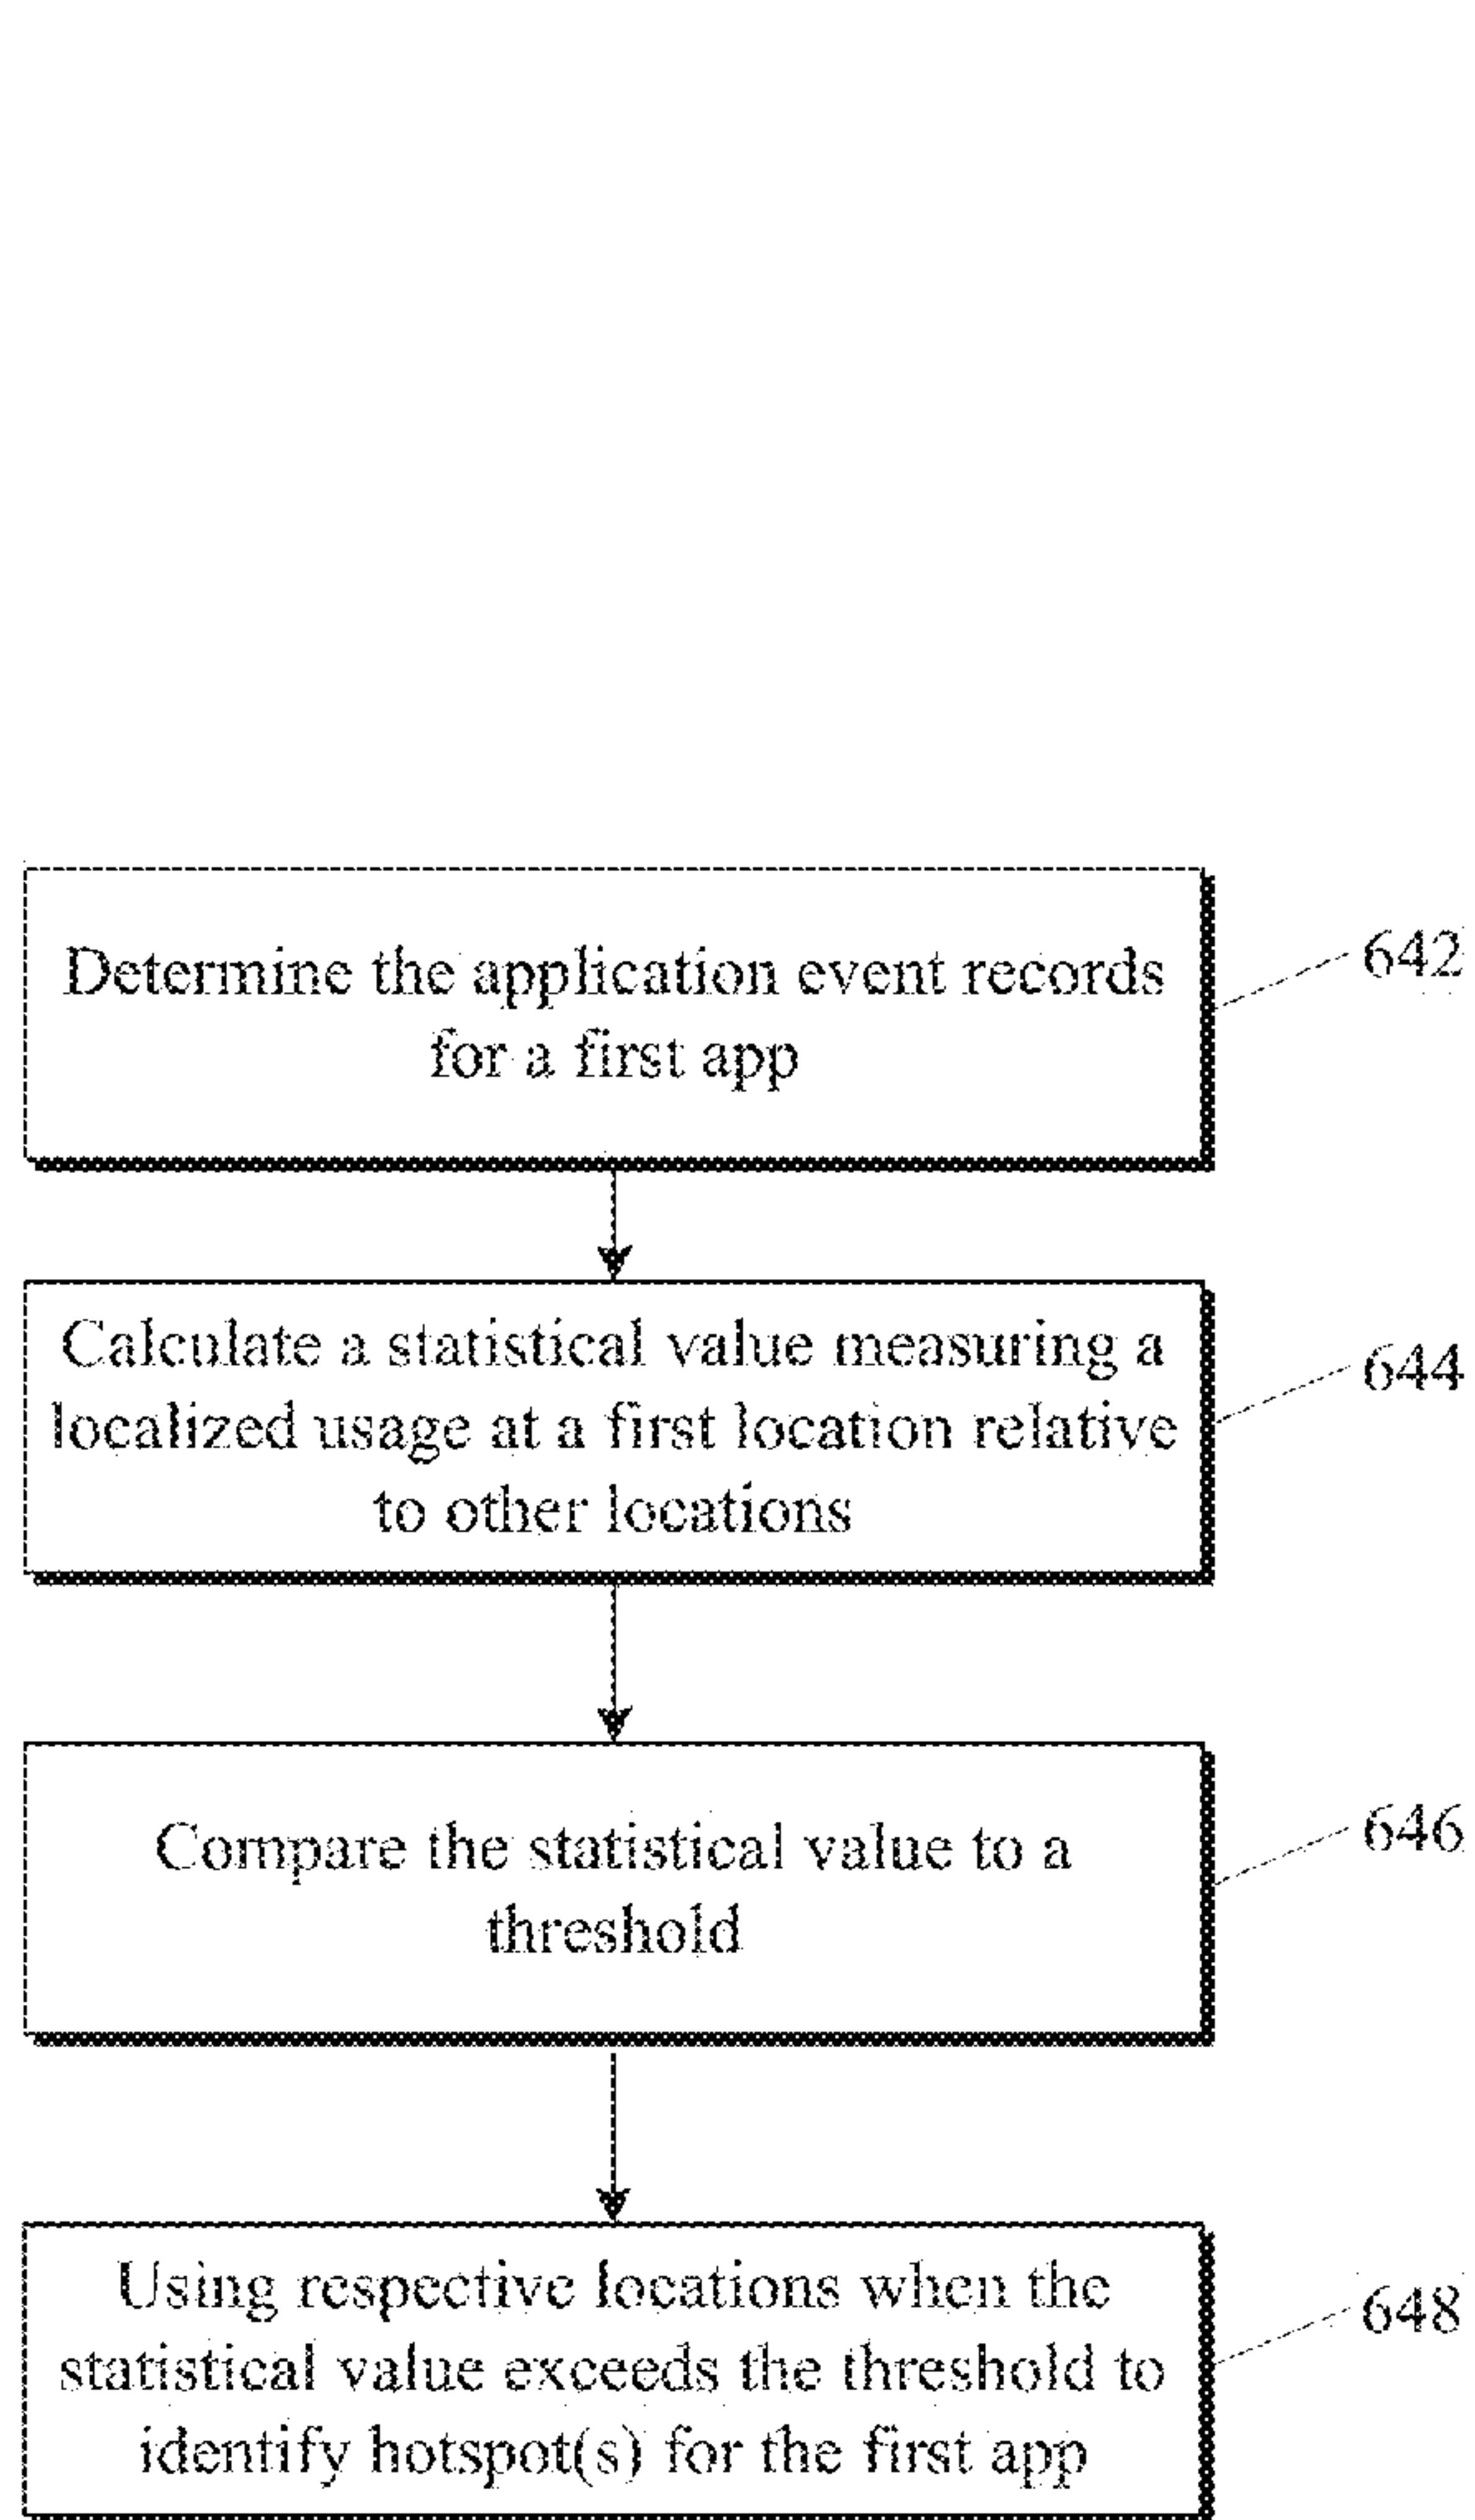 Determine the application event records
for a first app
642
Calculate a statistical value measuring a
localized usage at a first location relative
to other locations
644
Compare the statistical value to a
threshold
646
Using respective locations when the
statistical value exceeds the threshold to
identify hotspot(s) for the first app
648